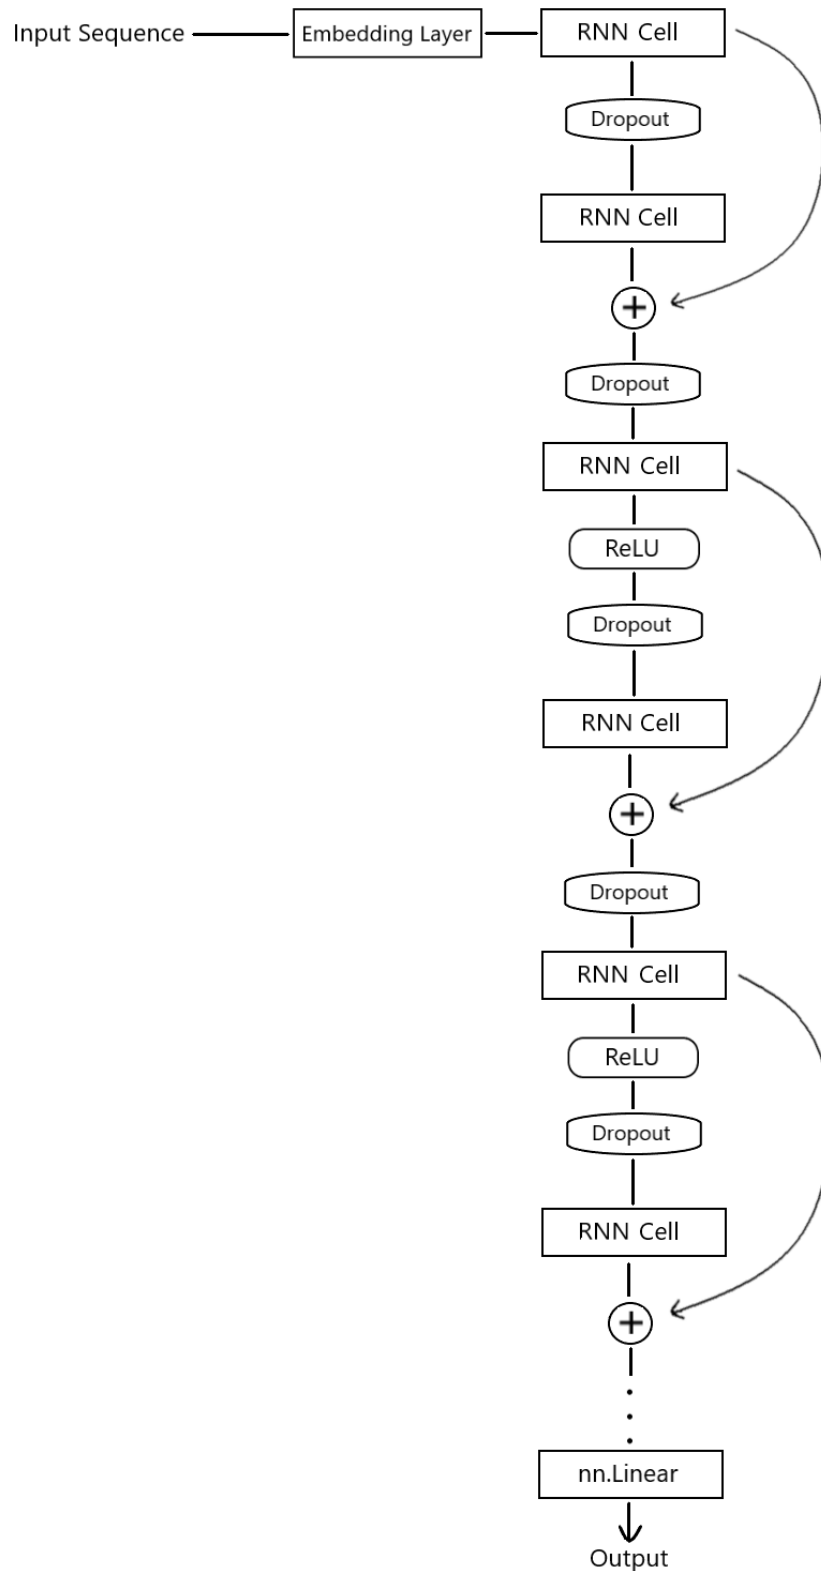 Input Sequence
Embedding Layer
RNN Cell
Dropout
RNN Cell
+
Dropout
RNN Cell
ReLU
Dropout
RNN Cell
+
Dropout
RNN Cell
ReLU
Dropout
RNN Cell
+
nn.Linear
Output